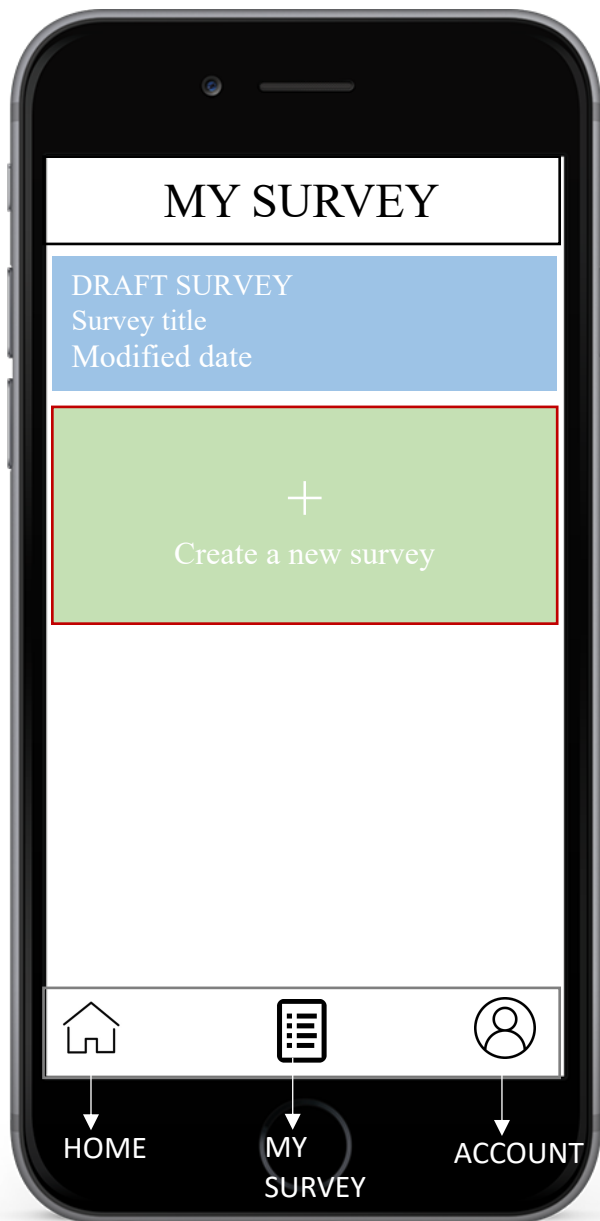 MY SURVEY
DRAFT SURVEY
Survey title
Modified date
+
Create a new survey
HOME
MY
SURVEY
ACCOUNT